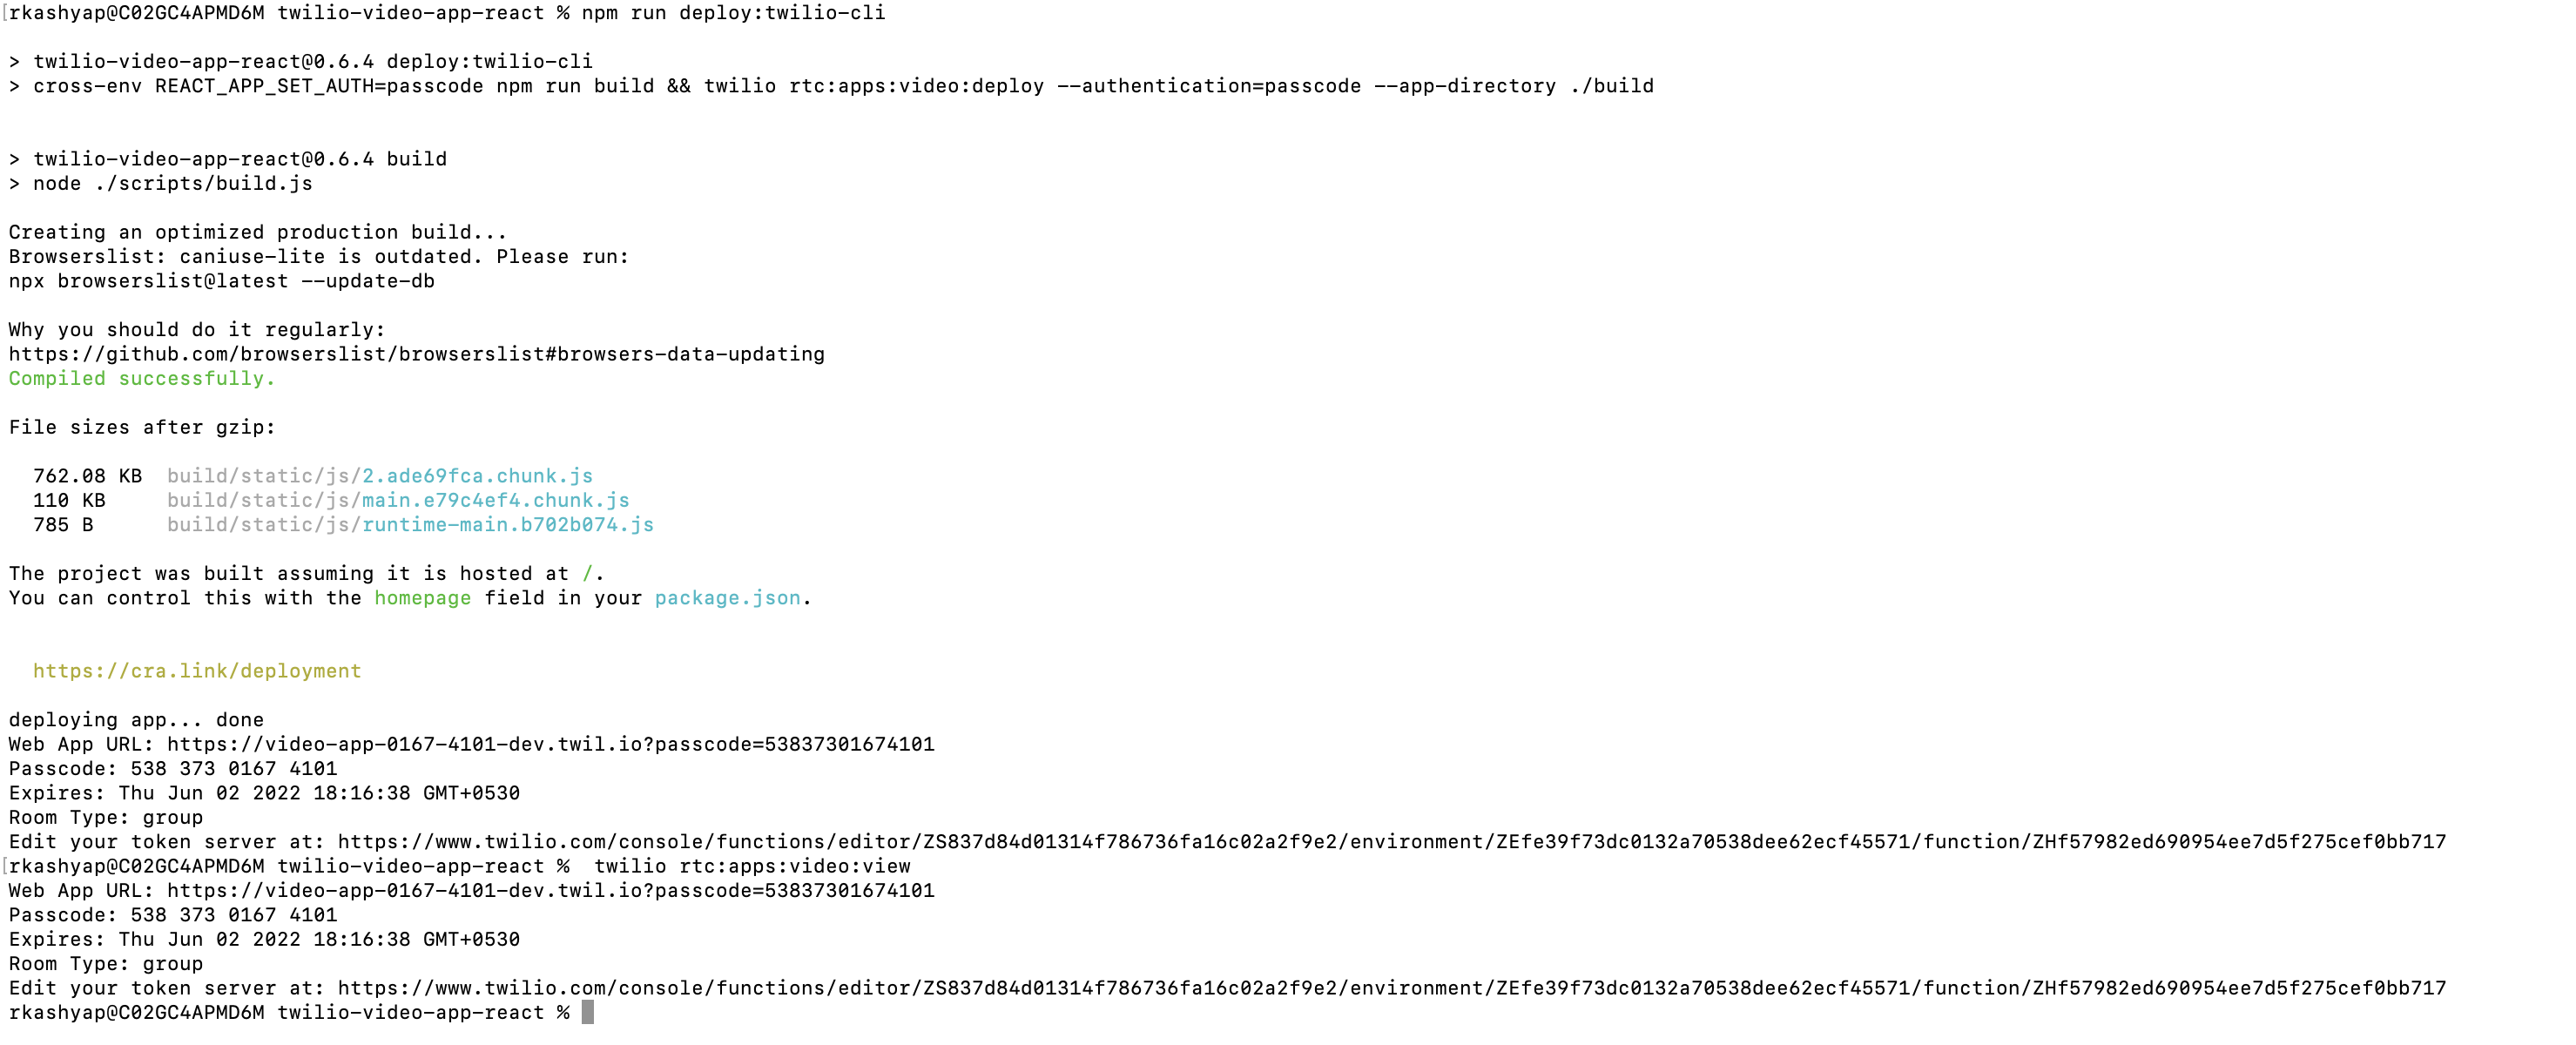 rkashyap@C02GC4APMD6M twilio-video-app-react % npm run deploy:twilio-cli
> twilio-video-app-react@0.6.4 deploy:twilio-cli
> cross-env REACT_APP_SET_AUTH=passcode npm run build && twilio rtc:apps:video:deploy --authentication=passcode --app-directory ./build
> twilio-video-app-react@0.6.4 build
> node ./scripts/build.js
Creating an optimized production build...
Browserslist: caniuse-lite is outdated. Please run:
npx browserslist@latest --update-db
Why you should do it regularly:
https://github.com/browserslist/browserslist#browsers-data-updating
Compiled successfully.
File sizes after gzip:
762.08 KB  build/static/js/2.ade69fca.chunk.js
110 KB     build/static/js/main.e79c4ef4.chunk.js
785 B      build/static/js/runtime-main.b702b074.js
The project was built assuming it is hosted at /.
You can control this with the homepage field in your package.json.
https://cra.link/deployment
deploying app... done
Web App URL: https://video-app-0167-4101-dev.twil.io?passcode=53837301674101
Passcode: 538 373 0167 4101
Expires: Thu Jun 02 2022 18:16:38 GMT+0530
Room Type: group
Edit your token server at: https://www.twilio.com/console/functions/editor/ZS837d84d01314f786736fa16c02a2f9e2/environment/ZEfe39f73dc0132a70538dee62ecf45571/function/ZHf57982ed690954ee7d5f275cef0bb717
rkashyap@C02GC4APMD6M twilio-video-app-react %  twilio rtc:apps:video:view
Web App URL: https://video-app-0167-4101-dev.twil.io?passcode=53837301674101
Passcode: 538 373 0167 4101
Expires: Thu Jun 02 2022 18:16:38 GMT+0530
Room Type: group
Edit your token server at: https://www.twilio.com/console/functions/editor/ZS837d84d01314f786736fa16c02a2f9e2/environment/ZEfe39f73dc0132a70538dee62ecf45571/function/ZHf57982ed690954ee7d5f275cef0bb717
rkashyap@C02GC4APMD6M twilio-video-app-react %